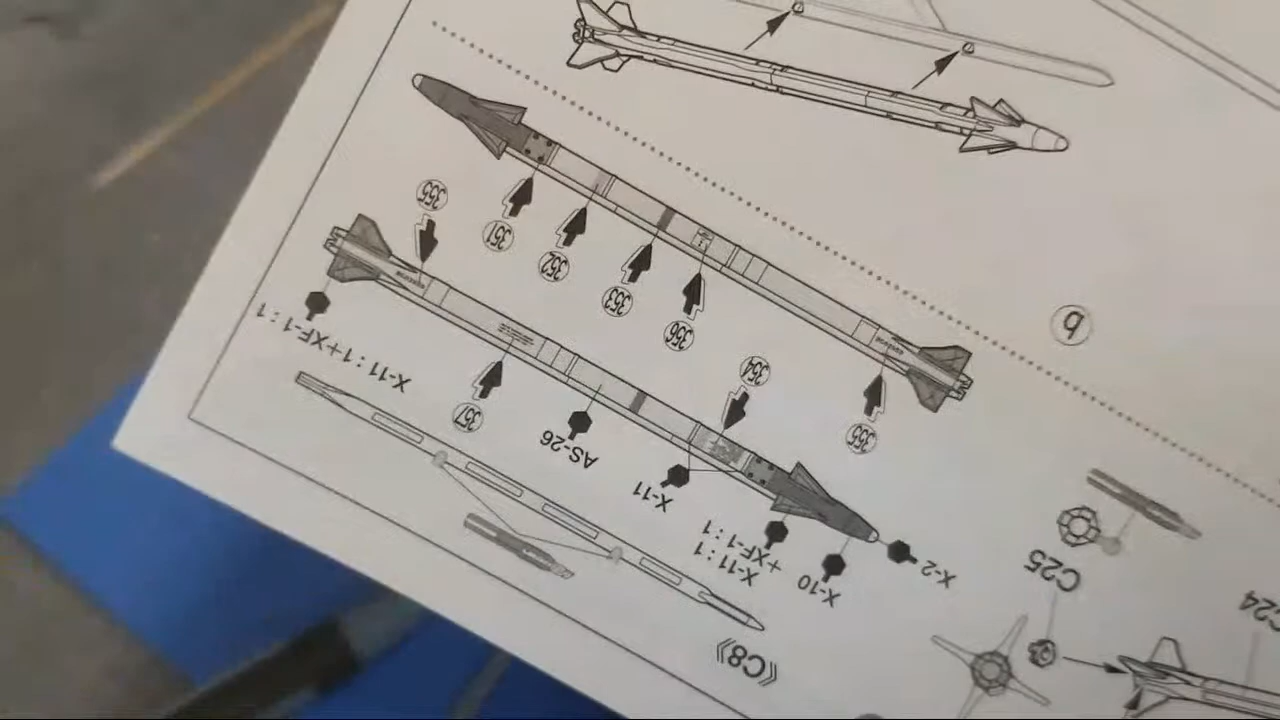 C24
C25
《C8》
X-2
X-10
X-11 : 1
+XF-1 : 1
X-11
354
AS-26
357
X-11 : 1+XF-1 : 1
355
355
356
353
352
351
b